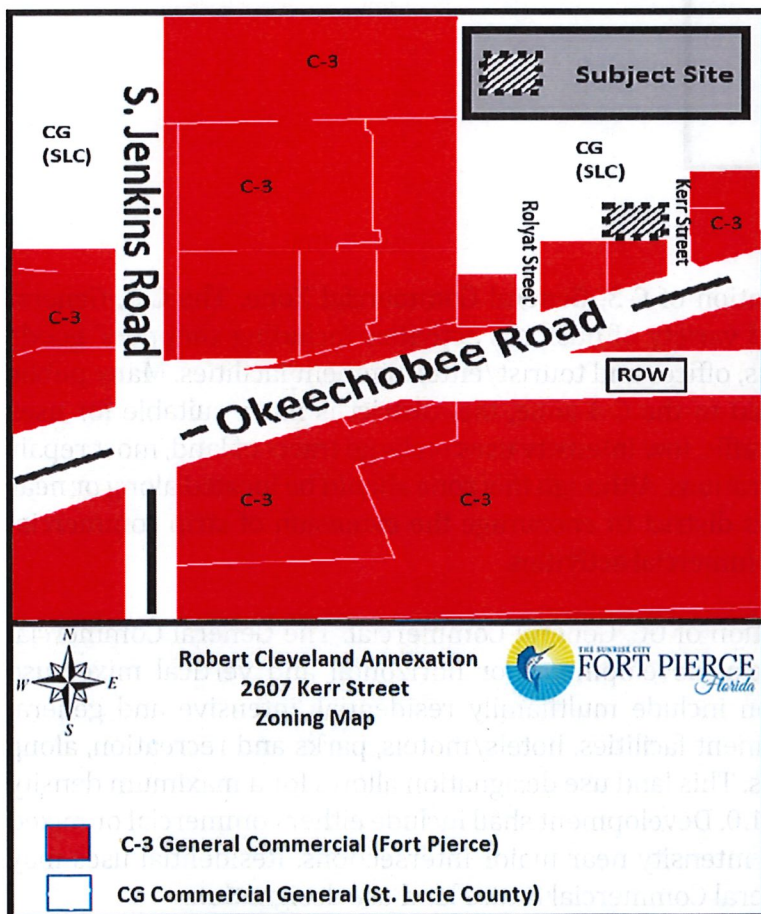 C-3
Subject Site
S. Jenkins Road
CG
(SLC)
CG
(SLC)
C-3
Kerr Street
C-3
Rolyat Street
C-3
Okeechobee Road
ROW
C-3
C-3
N
W E
S
Robert Cleveland Annexation
2607 Kerr Street
Zoning Map
THE SUNRISE CITY
FORT PIERCE
Florida
C-3 General Commercial (Fort Pierce)
CG Commercial General (St. Lucie County)